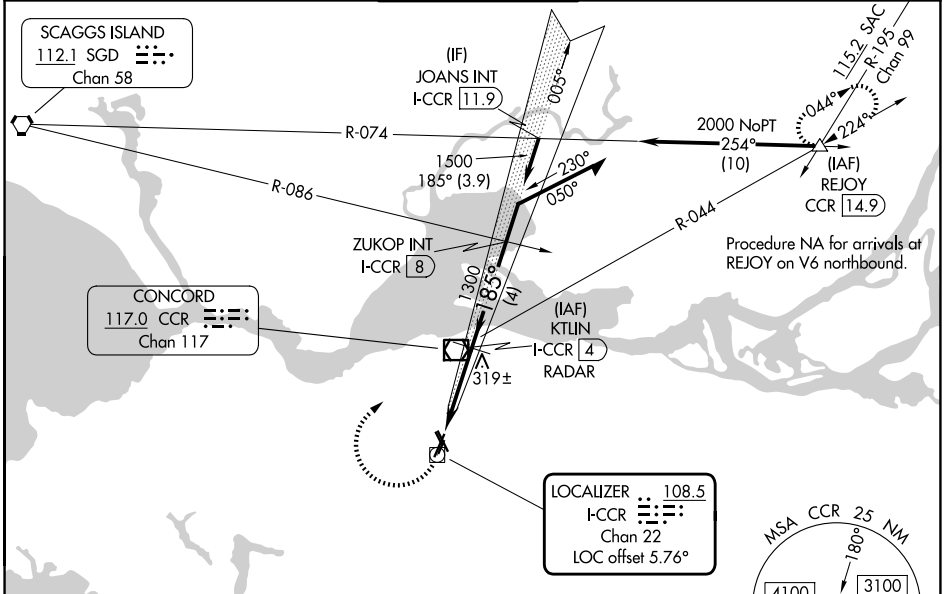 SCAGGS ISLAND
112.1 SGD
Chan 58
(IF)
JOANS INT
I-CCR 11.9
005°
115.2 SAC
R-195
Chan 99
044°
224°
R-074
2000 NoPT
254°
(10)
(IAF)
REJOY
CCR 14.9
1500
185° (3.9)
230°
050°
R-086
R-044
ZUKOP INT
I-CCR 8
Procedure NA for arrivals at
REJOY on V6 northbound.
1300
185°
(4)
CONCORD
117.0 CCR
Chan 117
(IAF)
KTLIN
I-CCR 4
RADAR
319±
LOCALIZER 108.5
I-CCR
Chan 22
LOC offset 5.76°
MSA CCR 25 NM
180°
4100
3100